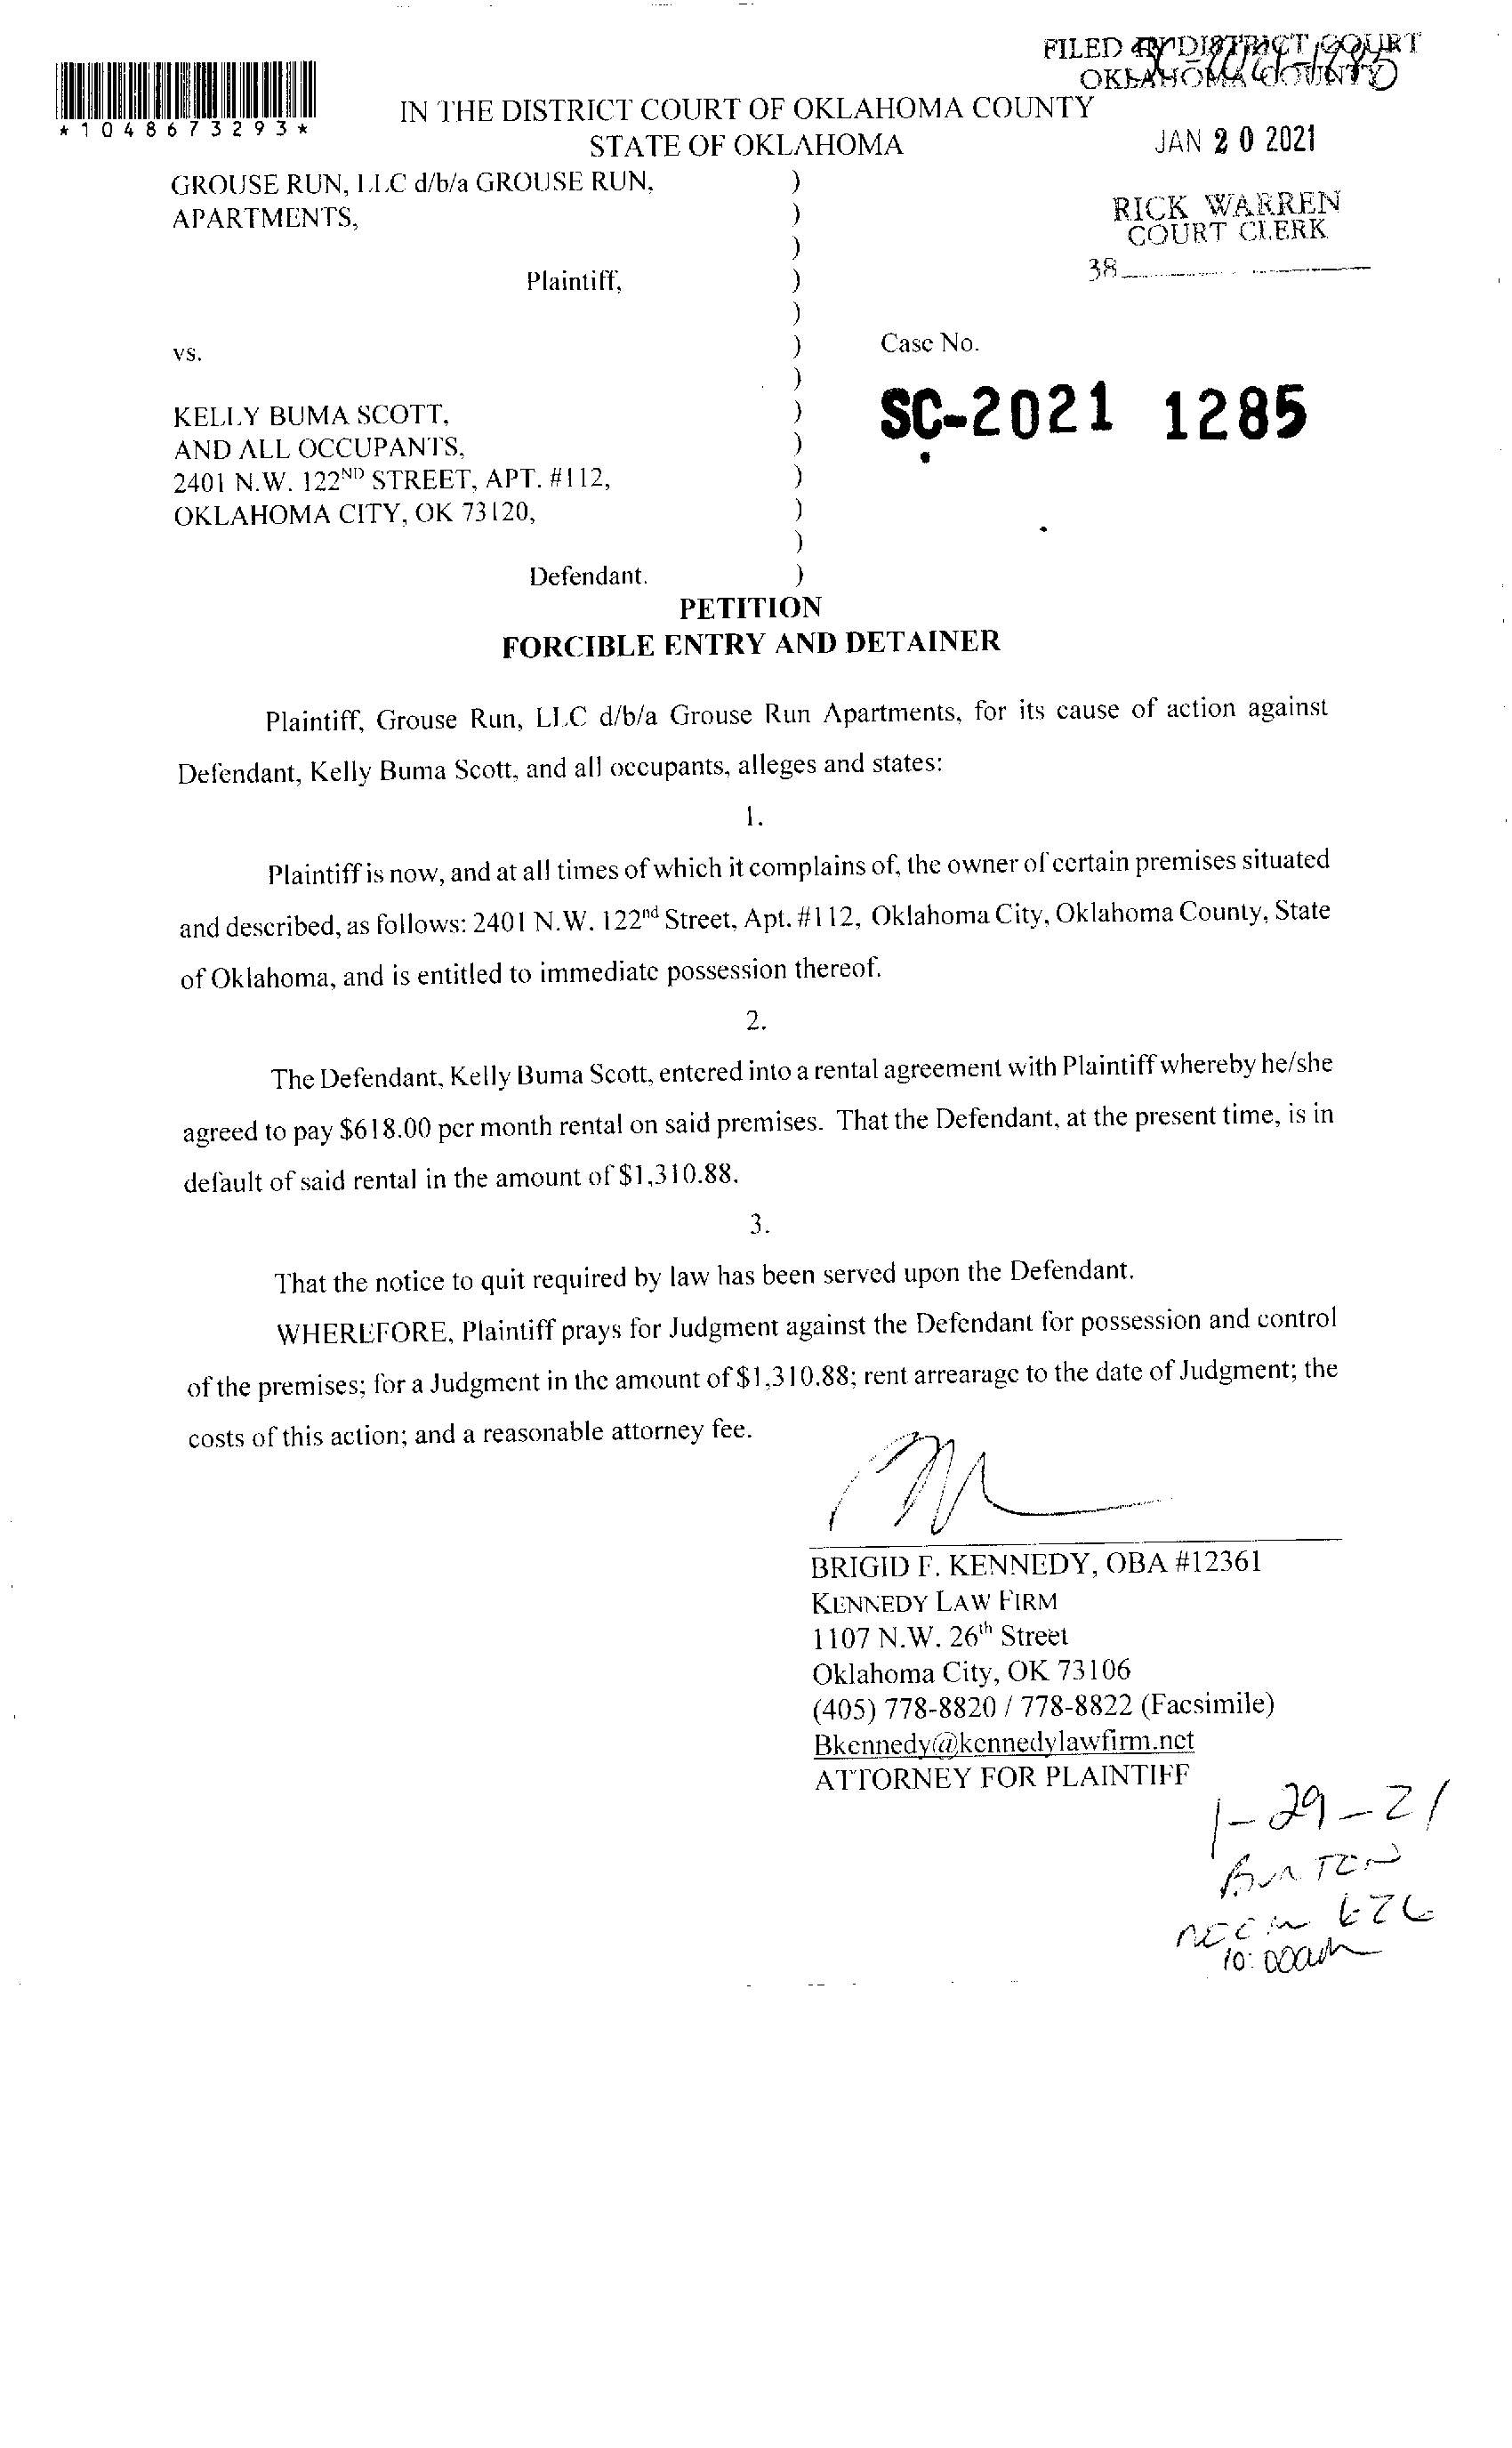 FILED IN DISTRICT COURT
OKLAHOMA COUNTY
*1048673293*
IN THE DISTRICT COURT OF OKLAHOMA COUNTY
STATE OF OKLAHOMA
JAN 20 2021
GROUSE RUN, LLC d/b/a GROUSE RUN,
APARTMENTS,
RICK WARREN
COURT CLERK
38
Plaintiff,
vs.
Case No.
SC-2021 1285
KELLY BUMA SCOTT,
AND ALL OCCUPANTS,
2401 N.W. 122ND STREET, APT. #112,
OKLAHOMA CITY, OK 73120,
Defendant.
PETITION
FORCIBLE ENTRY AND DETAINER
Plaintiff, Grouse Run, LLC d/b/a Grouse Run Apartments, for its cause of action against
Defendant, Kelly Buma Scott, and all occupants, alleges and states:
1.
Plaintiff is now, and at all times of which it complains of, the owner of certain premises situated
and described, as follows: 2401 N.W. 122nd Street, Apt. #112, Oklahoma City, Oklahoma County, State
of Oklahoma, and is entitled to immediate possession thereof.
2.
The Defendant, Kelly Buma Scott, entered into a rental agreement with Plaintiff whereby he/she
agreed to pay $618.00 per month rental on said premises. That the Defendant, at the present time, is in
default of said rental in the amount of $1,310.88.
3.
That the notice to quit required by law has been served upon the Defendant.
WHEREFORE, Plaintiff prays for Judgment against the Defendant for possession and control
of the premises; for a Judgment in the amount of $1,310.88; rent arrearage to the date of Judgment; the
costs of this action; and a reasonable attorney fee.
BRIGID F. KENNEDY, OBA #12361
KENNEDY LAW FIRM
1107 N.W. 26th Street
Oklahoma City, OK 73106
(405) 778-8820 / 778-8822 (Facsimile)
Bkennedy@kennedylawfirm.net
ATTORNEY FOR PLAINTIFF
1-29-21
BURTON
10:00am